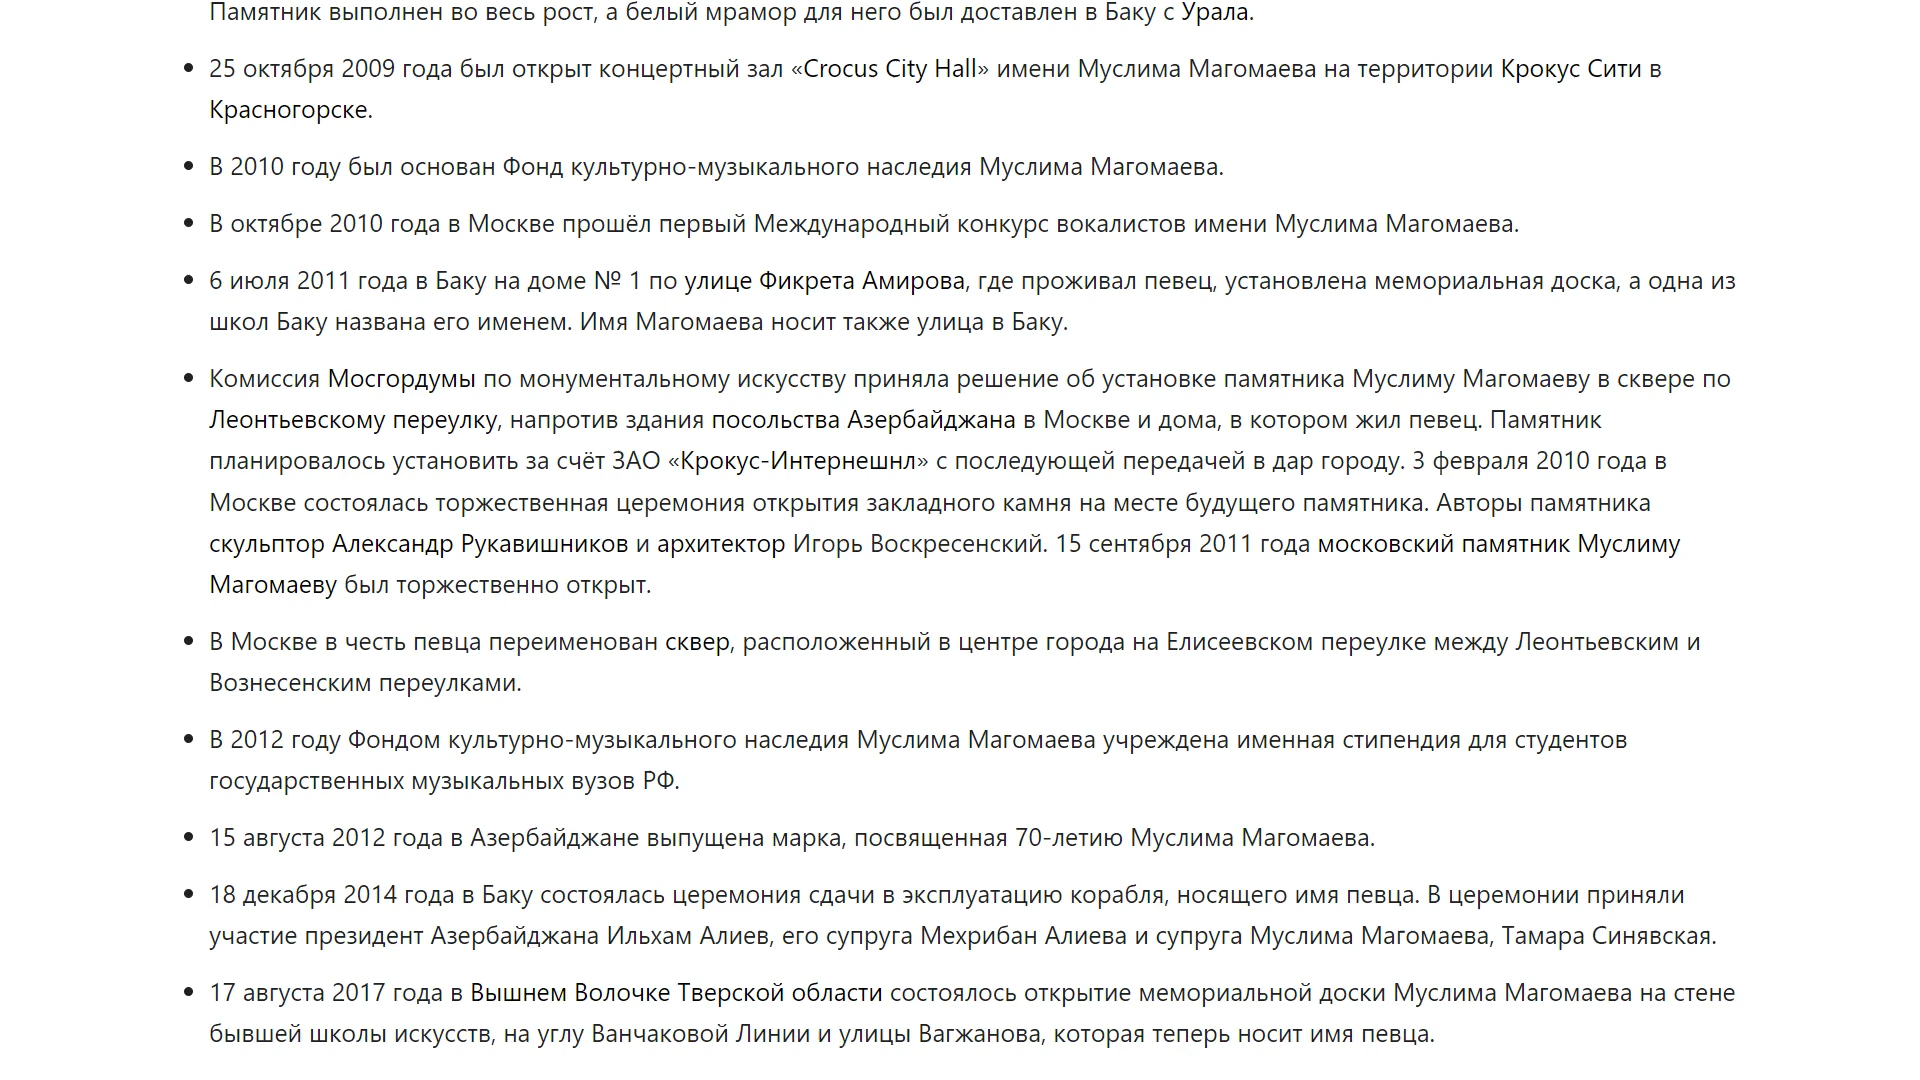 Памятник выполнен во весь рост, а белый мрамор для него был доставлен в Баку с Урала.
25 октября 2009 года был открыт концертный зал «Crocus City Hall» имени Муслима Магомаева на территории Крокус Сити в
Красногорске.
В 2010 году был основан Фонд культурно-музыкального наследия Муслима Магомаева.
В октябре 2010 года в Москве прошёл первый Международный конкурс вокалистов имени Муслима Магомаева.
6 июля 2011 года в Баку на доме № 1 по улице Фикрета Амирова, где проживал певец, установлена мемориальная доска, а одна из
школ Баку названа его именем. Имя Магомаева носит также улица в Баку.
Комиссия Мосгордумы по монументальному искусству приняла решение об установке памятника Муслиму Магомаеву в сквере по
Леонтьевскому переулку, напротив здания посольства Азербайджана в Москве и дома, в котором жил певец. Памятник
планировалось установить за счёт ЗАО «Крокус-Интернешнл» с последующей передачей в дар городу. 3 февраля 2010 года в
Москве состоялась торжественная церемония открытия закладного камня на месте будущего памятника. Авторы памятника
скульптор Александр Рукавишников и архитектор Игорь Воскресенский. 15 сентября 2011 года московский памятник Муслиму
Магомаеву был торжественно открыт.
В Москве в честь певца переименован сквер, расположенный в центре города на Елисеевском переулке между Леонтьевским и
Вознесенским переулками.
В 2012 году Фондом культурно-музыкального наследия Муслима Магомаева учреждена именная стипендия для студентов
государственных музыкальных вузов РФ.
15 августа 2012 года в Азербайджане выпущена марка, посвященная 70-летию Муслима Магомаева.
18 декабря 2014 года в Баку состоялась церемония сдачи в эксплуатацию корабля, носящего имя певца. В церемонии приняли
участие президент Азербайджана Ильхам Алиев, его супруга Мехрибан Алиева и супруга Муслима Магомаева, Тамара Синявская.
17 августа 2017 года в Вышнем Волочке Тверской области состоялось открытие мемориальной доски Муслима Магомаева на стене
бывшей школы искусств, на углу Ванчаковой Линии и улицы Вагжанова, которая теперь носит имя певца.